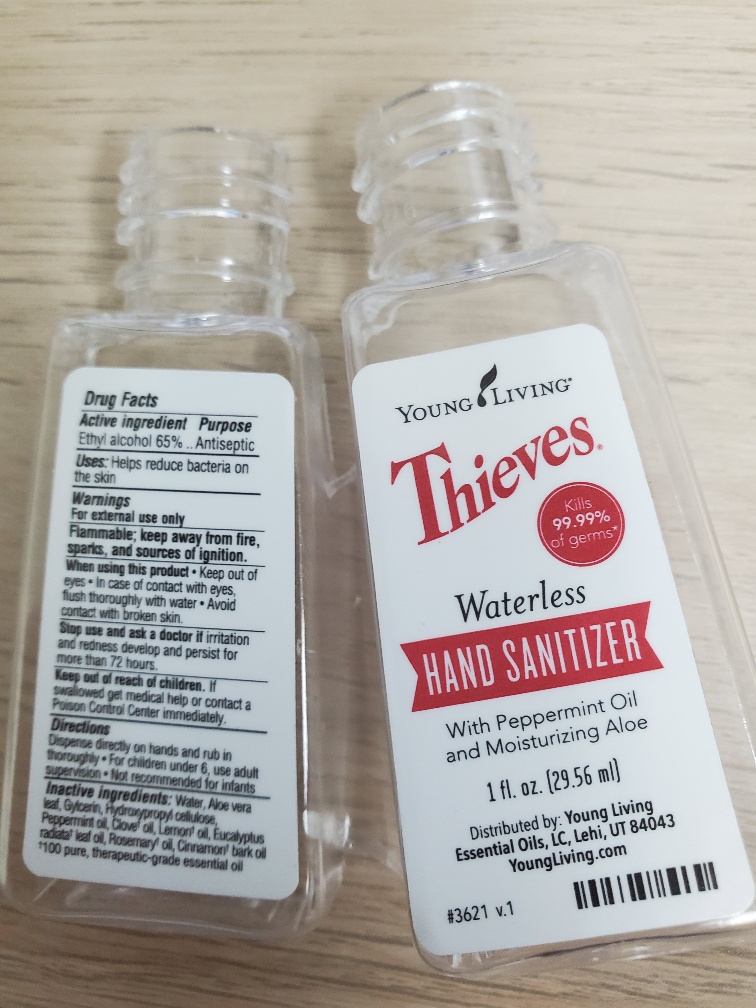 Drug Facts
Active ingredient Purpose
Ethyl alcohol 65% .. Antiseptic
Uses: Helps reduce bacteria on
the skin
Warnings
For external use only
Flammable; keep away from fire,
sparks, and sources of ignition.
When using this product • Keep out of
eyes • In case of contact with eyes,
flush thoroughly with water • Avoid
contact with broken skin.
Stop use and ask a doctor if irritation
and redness develop and persist for
more than 72 hours.
Keep out of reach of children. If
swallowed get medical help or contact a
Poison Control Center immediately.
Directions
Dispense directly on hands and rub in
thoroughly • For children under 6, use adult
supervision • Not recommended for infants
Inactive ingredients: Water, Aloe vera
leaf, Gylcerin, Hydroxypropyl cellulose,
Peppermint oil, Clove† oil, Lemon† oil, Eucalyptus
radiata† leaf oil, Rosemary† oil, Cinnamon† bark oil
†100 pure, therapeutic-grade essential oil
YOUNG LIVING®
Thieves®
Kills
99.99%
of germs*
Waterless
HAND SANITIZER
With Peppermint Oil
and Moisturizing Aloe
1 fl. oz. (29.56 ml)
Distributed by: Young Living
Essential Oils, LC, Lehi, UT 84043
YoungLiving.com
#3621 v.1